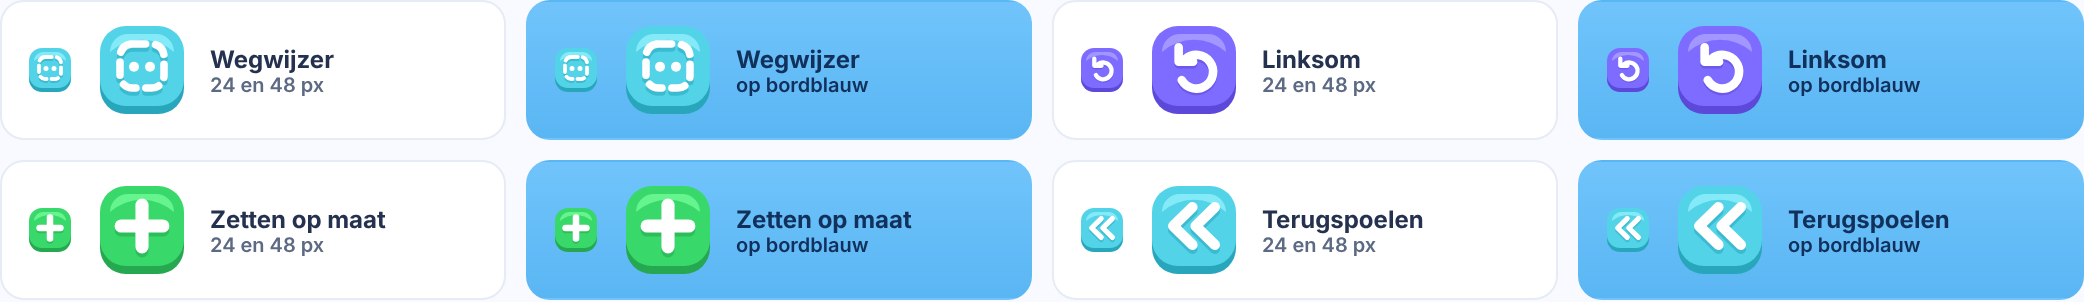 Wegwijzer
24 en 48 px
Wegwijzer
op bordblauw
Linksom
24 en 48 px
Linksom
op bordblauw
Zetten op maat
24 en 48 px
Zetten op maat
op bordblauw
Terugspoelen
24 en 48 px
Terugspoelen
op bordblauw